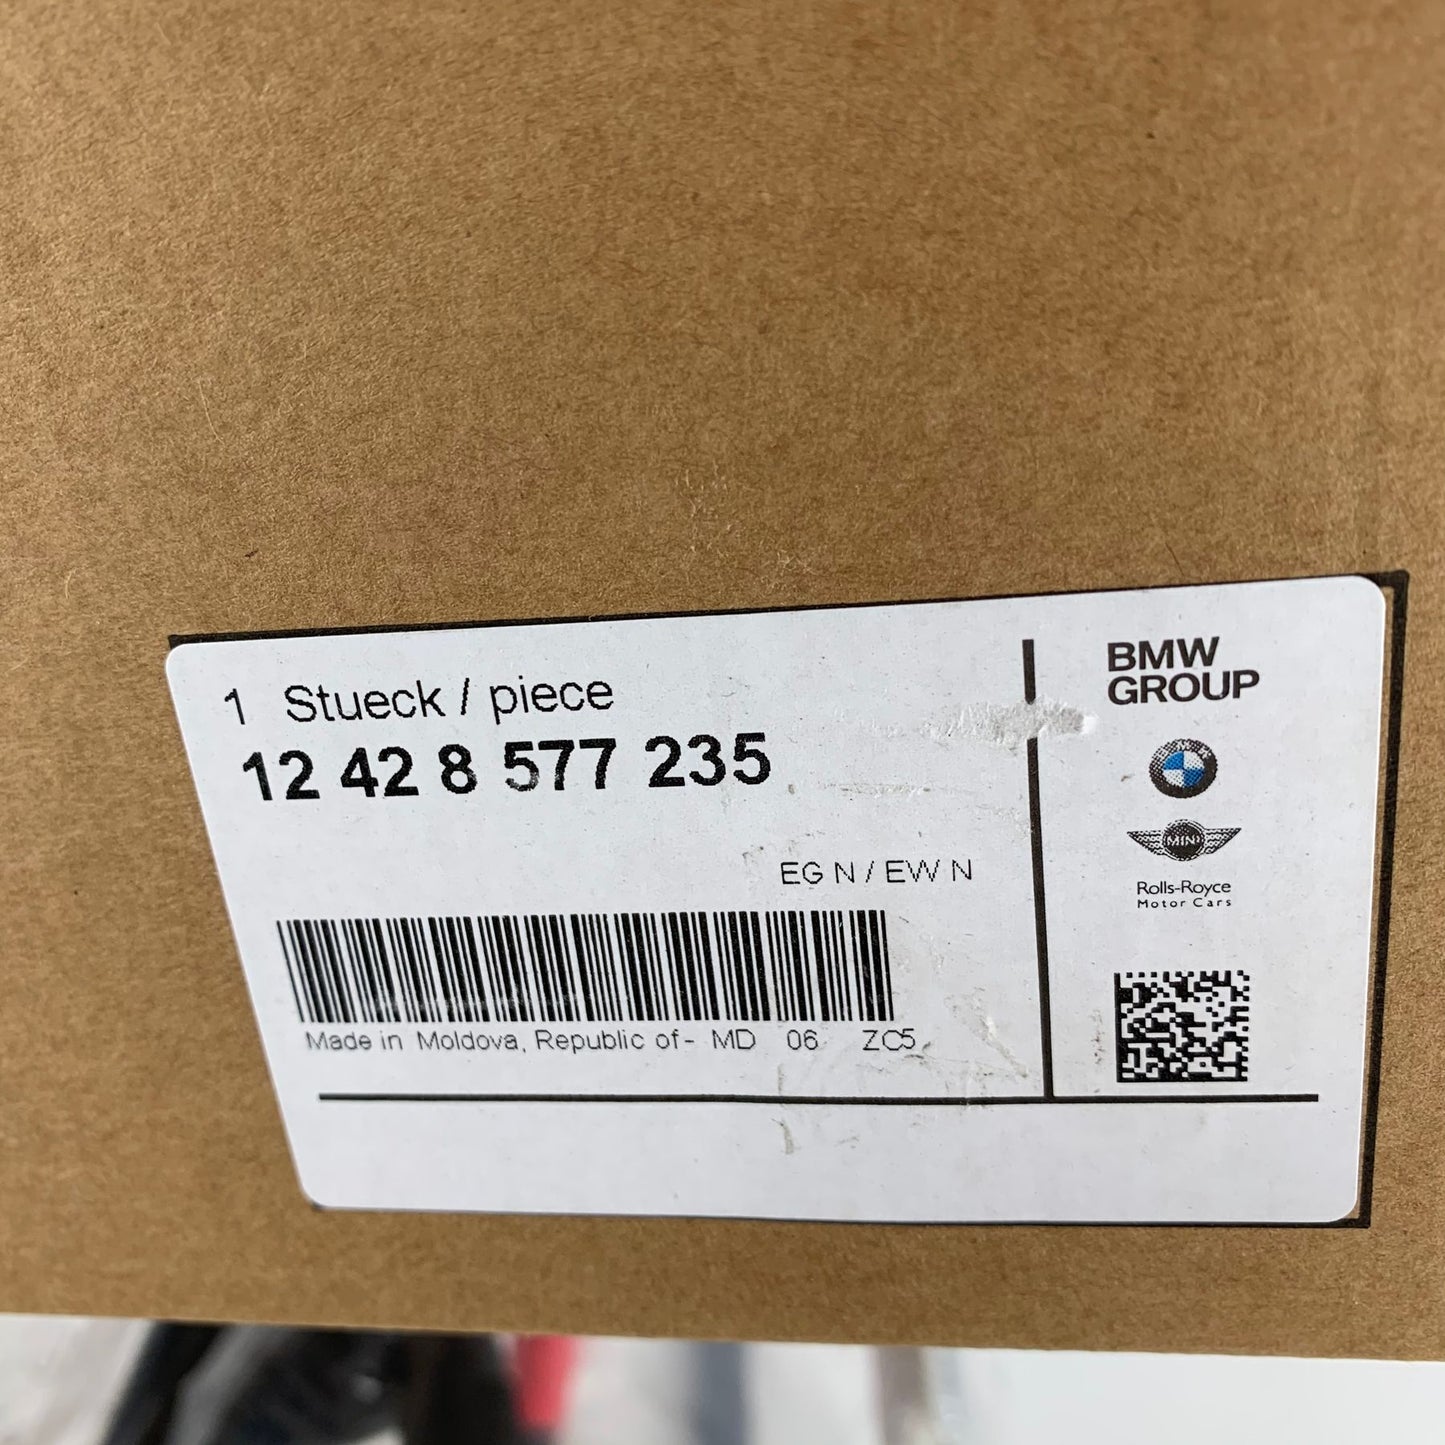 1 Stueck / piece
12 42 8 577 235
EG N / EW N
Made in Moldova, Republic of- MD 06 ZC5
BMW
GROUP
MINI
Rolls-Royce
Motor Cars